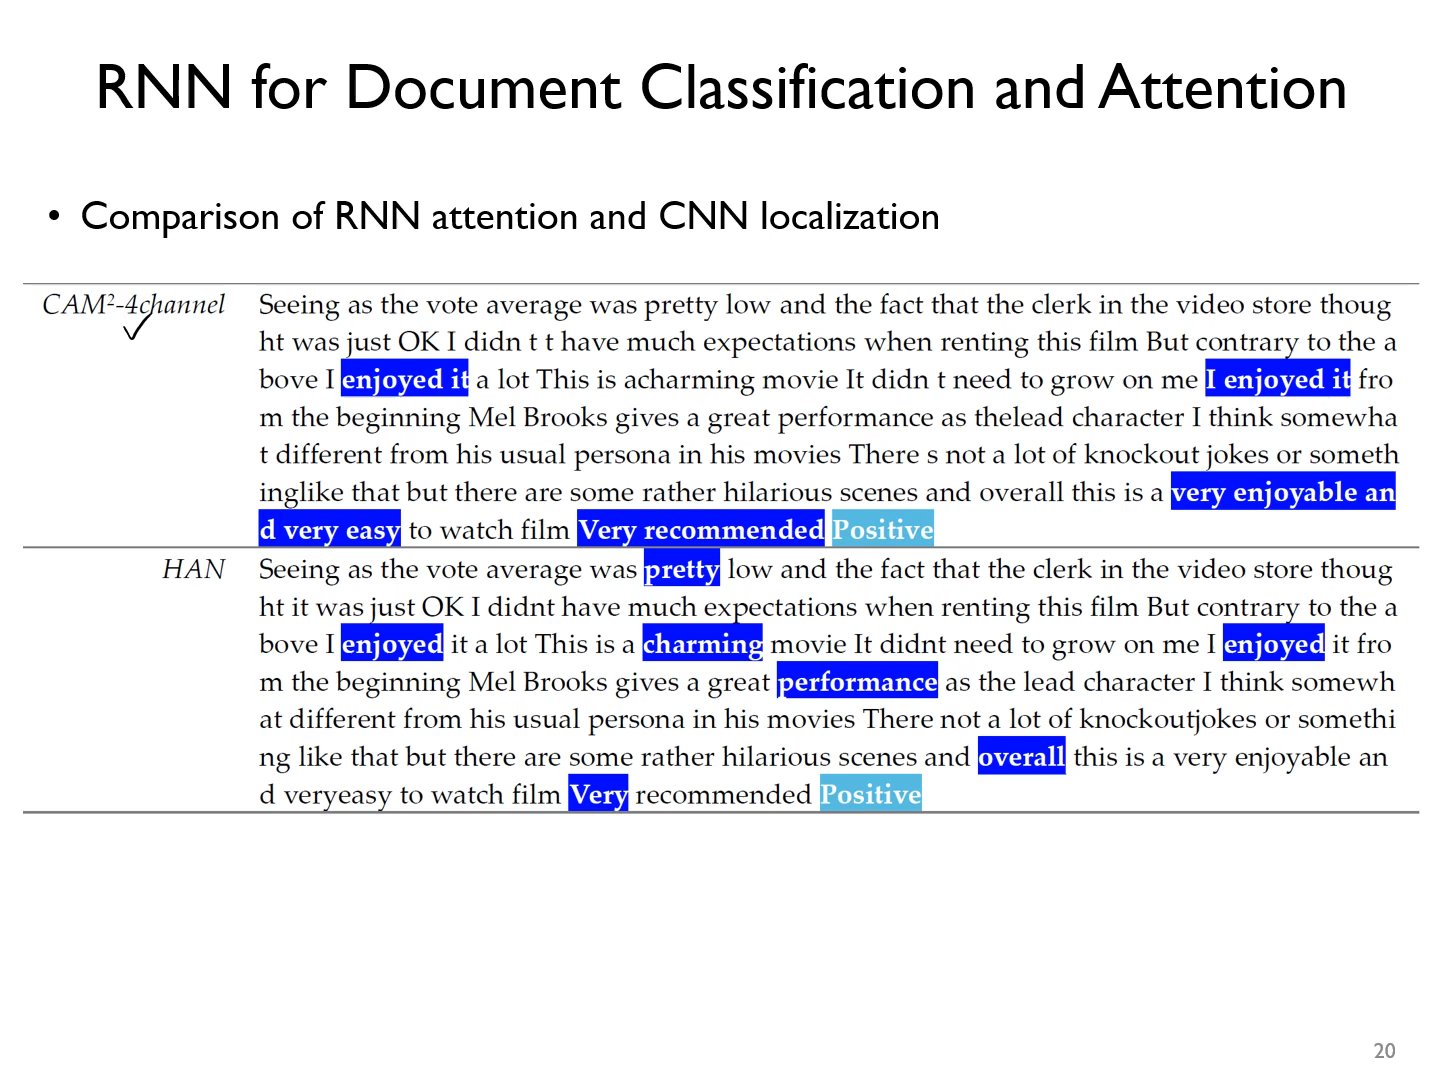 RNN for Document Classification and Attention
• Comparison of RNN attention and CNN localization
CAM²-4channel Seeing as the vote average was pretty low and the fact that the clerk in the video store thoug
ht was just OK I didn t t have much expectations when renting this film But contrary to the a
bove I enjoyed it a lot This is acharming movie It didn t need to grow on me I enjoyed it fro
m the beginning Mel Brooks gives a great performance as thelead character I think somewha
t different from his usual persona in his movies There s not a lot of knockout jokes or someth
inglike that but there are some rather hilarious scenes and overall this is a very enjoyable an
d very easy to watch film Very recommended Positive
HAN Seeing as the vote average was pretty low and the fact that the clerk in the video store thoug
ht it was just OK I didnt have much expectations when renting this film But contrary to the a
bove I enjoyed it a lot This is a charming movie It didnt need to grow on me I enjoyed it fro
m the beginning Mel Brooks gives a great performance as the lead character I think somewh
at different from his usual persona in his movies There not a lot of knockoutjokes or somethi
ng like that but there are some rather hilarious scenes and overall this is a very enjoyable an
d veryeasy to watch film Very recommended Positive
20